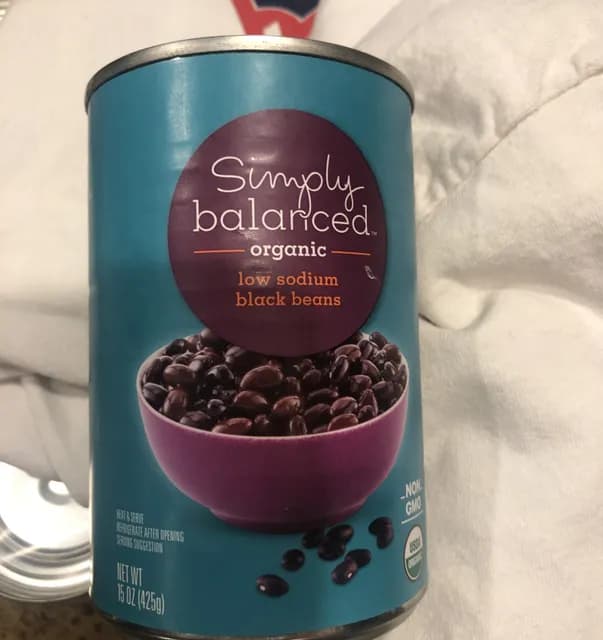 Simply
balanced™
organic
low sodium
black beans
NON
GMO
USDA
ORGANIC
HEAT & SERVE
REFRIGERATE AFTER OPENING
SERVING SUGGESTION
NET WT
15 OZ (425g)